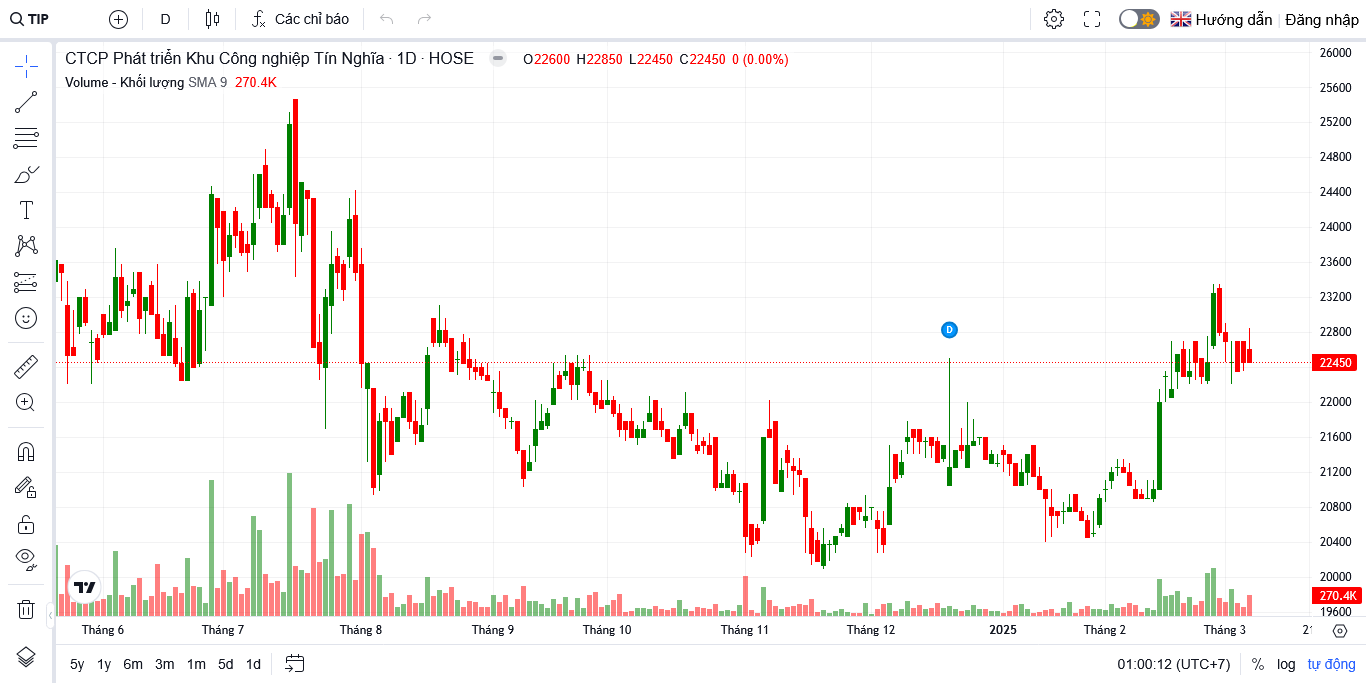 TIP D Các chỉ báo Hướng dẫn Đăng nhập
CTCP Phát triển Khu Công nghiệp Tín Nghĩa · 1D · HOSE O22600 H22850 L22450 C22450 0 (0.00%)
Volume - Khối lượng SMA 9 270.4K
26000
25600
25200
24800
24400
24000
23600
23200
D
22800
22450
22000
21600
21200
20800
20400
20000
270.4K
19600
Tháng 6 Tháng 7 Tháng 8 Tháng 9 Tháng 10 Tháng 11 Tháng 12 2025 Tháng 2 Tháng 3 21
5y 1y 6m 3m 1m 5d 1d 01:00:12 (UTC+7) % log tự động